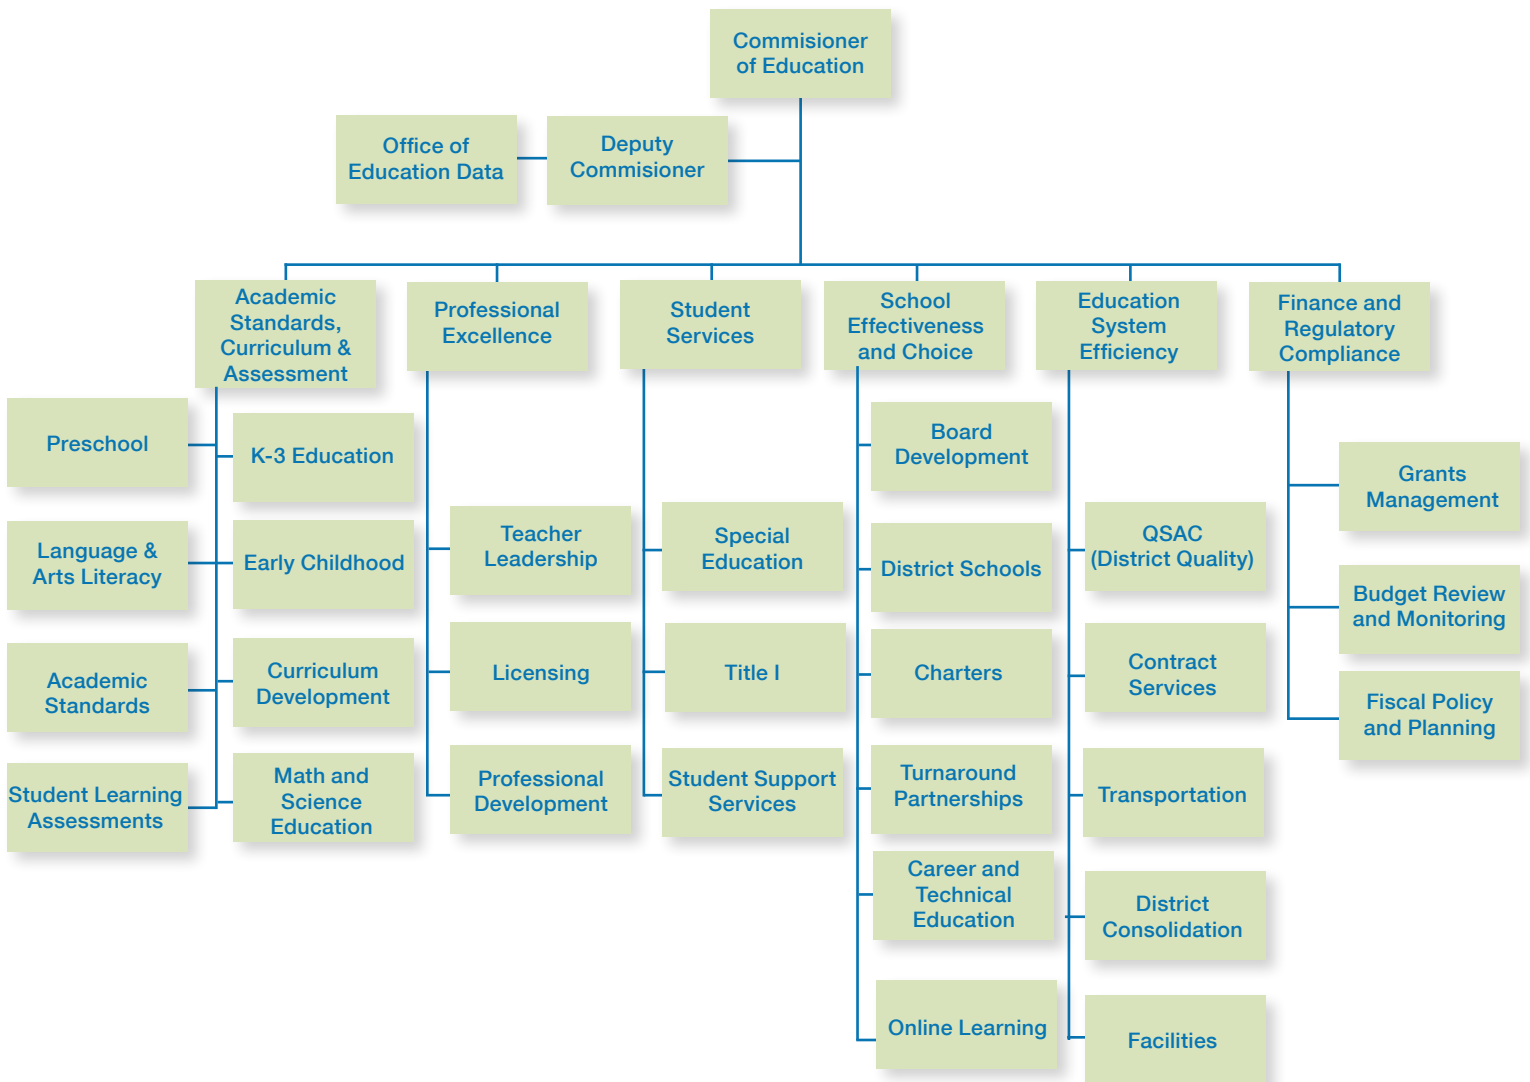 Commisioner
of Education
Office of
Education Data
Deputy
Commisioner
Academic
Standards,
Curriculum &
Assessment
Professional
Excellence
Student
Services
School
Effectiveness
and Choice
Education
System
Efficiency
Finance and
Regulatory
Compliance
Preschool
K-3 Education
Language &
Arts Literacy
Early Childhood
Academic
Standards
Curriculum
Development
Student Learning
Assessments
Math and
Science
Education
Teacher
Leadership
Licensing
Professional
Development
Special
Education
Title I
Student Support
Services
Board
Development
District Schools
Charters
Turnaround
Partnerships
Career and
Technical
Education
Online Learning
QSAC
(District Quality)
Contract
Services
Transportation
District
Consolidation
Facilities
Grants
Management
Budget Review
and Monitoring
Fiscal Policy
and Planning